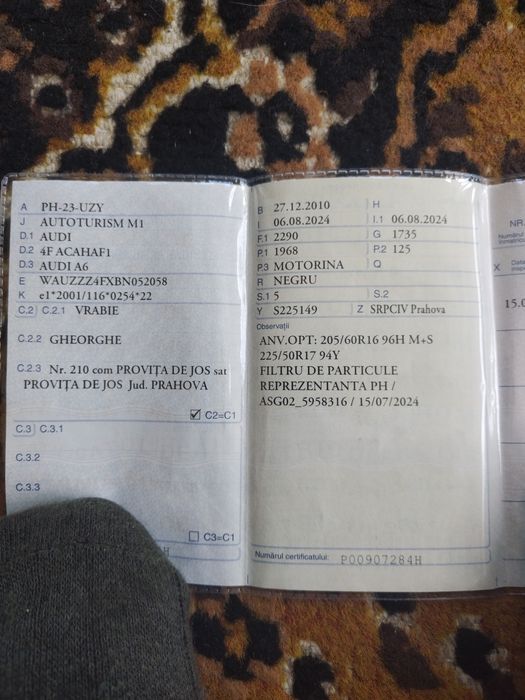 A PH-23-UZY
J AUTOTURISM M1
D.1 AUDI
D.2 4F ACAHAF1
D.3 AUDI A6
E WAUZZZ4FXBN052058
K e1*2001/116*0254*22
C.2 C.2.1 VRABIE
C.2.2 GHEORGHE
C.2.3 Nr. 210 com PROVIȚA DE JOS sat
PROVIȚA DE JOS Jud. PRAHOVA
C2=C1
C.3 C.3.1
C.3.2
C.3.3
C3=C1
B 27.12.2010 H
I 06.08.2024 I.1 06.08.2024
F.1 2290 G 1735
P.1 1968 P.2 125
P.3 MOTORINA Q
R NEGRU
S.1 5 S.2
Y S225149 Z SRPCIV Prahova
Observații
ANV.OPT: 205/60R16 96H M+S
225/50R17 94Y
FILTRU DE PARTICULE
REPREZENTANTA PH /
ASG02_5958316 / 15/07/2024
Numărul certificatului: P00907284H
NR.
Numărul
X Data
15.0